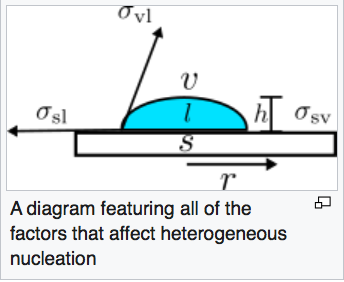 σvl
v
σsl
l
h
σsv
s
r
A diagram featuring all of the
factors that affect heterogeneous
nucleation